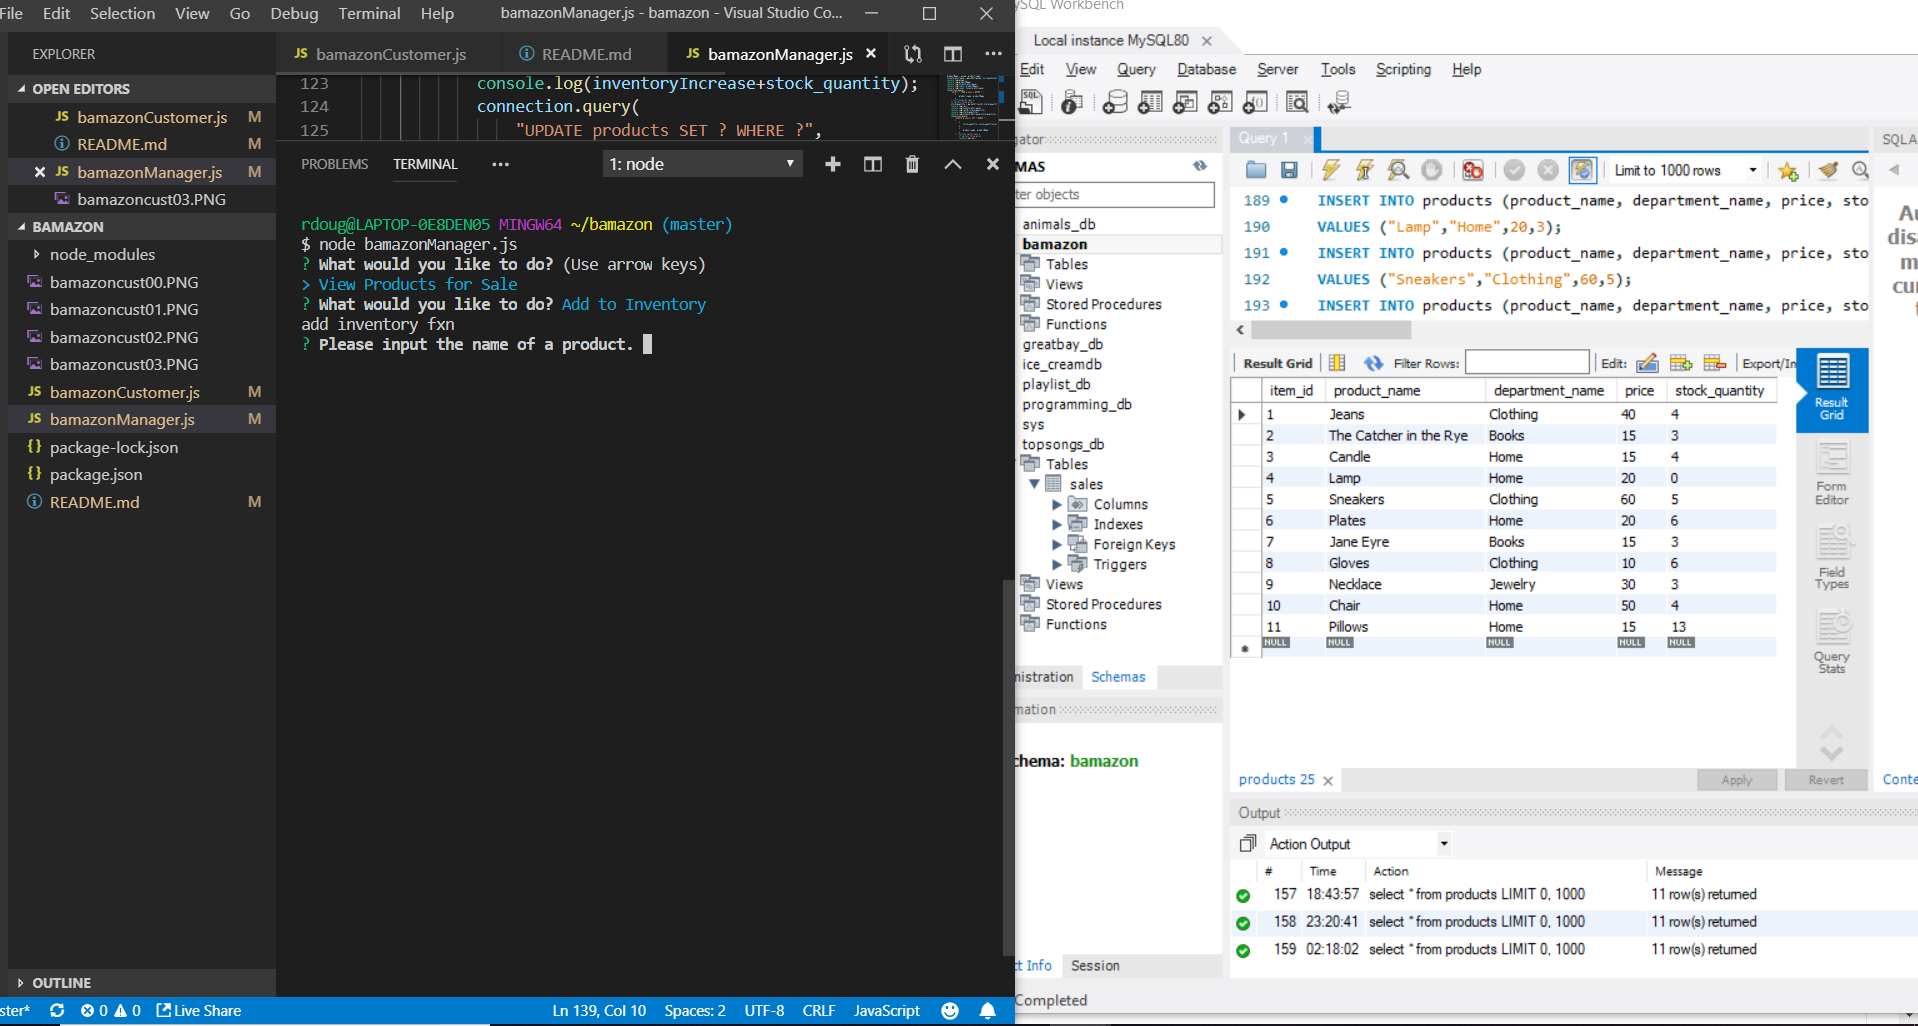 File Edit Selection View Go Debug Terminal Help bamazonManager.js - bamazon - Visual Studio Co...
EXPLORER
OPEN EDITORS
JS bamazonCustomer.js M
README.md M
JS bamazonManager.js M
bamazoncust03.PNG
BAMAZON
node_modules
bamazoncust00.PNG
bamazoncust01.PNG
bamazoncust02.PNG
bamazoncust03.PNG
JS bamazonCustomer.js M
JS bamazonManager.js M
{} package-lock.json
{} package.json
README.md M
OUTLINE
JS bamazonCustomer.js README.md JS bamazonManager.js
123 console.log(inventoryIncrease+stock_quantity);
124 connection.query(
125 "UPDATE products SET ? WHERE ?",
PROBLEMS TERMINAL ... 1: node
rdoug@LAPTOP-0E8DEN05 MINGW64 ~/bamazon (master)
$ node bamazonManager.js
? What would you like to do? (Use arrow keys)
> View Products for Sale
? What would you like to do? Add to Inventory
add inventory fxn
? Please input the name of a product.
ster* 0 0 Live Share Ln 139, Col 10 Spaces: 2 UTF-8 CRLF JavaScript
ySQL Workbench
Local instance MySQL80
Edit View Query Database Server Tools Scripting Help
gator
MAS
ter objects
animals_db
bamazon
Tables
Views
Stored Procedures
Functions
greatbay_db
ice_creamdb
playlist_db
programming_db
sys
topsongs_db
Tables
sales
Columns
Indexes
Foreign Keys
Triggers
Views
Stored Procedures
Functions
nistration Schemas
mation
chema: bamazon
ct Info Session
Completed
Query 1
Limit to 1000 rows
189 INSERT INTO products (product_name, department_name, price, sto
190 VALUES ("Lamp","Home",20,3);
191 INSERT INTO products (product_name, department_name, price, sto
192 VALUES ("Sneakers","Clothing",60,5);
193 INSERT INTO products (product_name, department_name, price, sto
Result Grid Filter Rows: Edit: Export/Im
item_id product_name department_name price stock_quantity
1 Jeans Clothing 40 4
2 The Catcher in the Rye Books 15 3
3 Candle Home 15 4
4 Lamp Home 20 0
5 Sneakers Clothing 60 5
6 Plates Home 20 6
7 Jane Eyre Books 15 3
8 Gloves Clothing 10 6
9 Necklace Jewelry 30 3
10 Chair Home 50 4
11 Pillows Home 15 13
NULL NULL NULL NULL NULL
Result
Grid
Form
Editor
Field
Types
Query
Stats
products 25 Apply Revert
Output
Action Output
# Time Action Message
157 18:43:57 select * from products LIMIT 0, 1000 11 row(s) returned
158 23:20:41 select * from products LIMIT 0, 1000 11 row(s) returned
159 02:18:02 select * from products LIMIT 0, 1000 11 row(s) returned
SQLA
Au
disa
m
cur
Conte